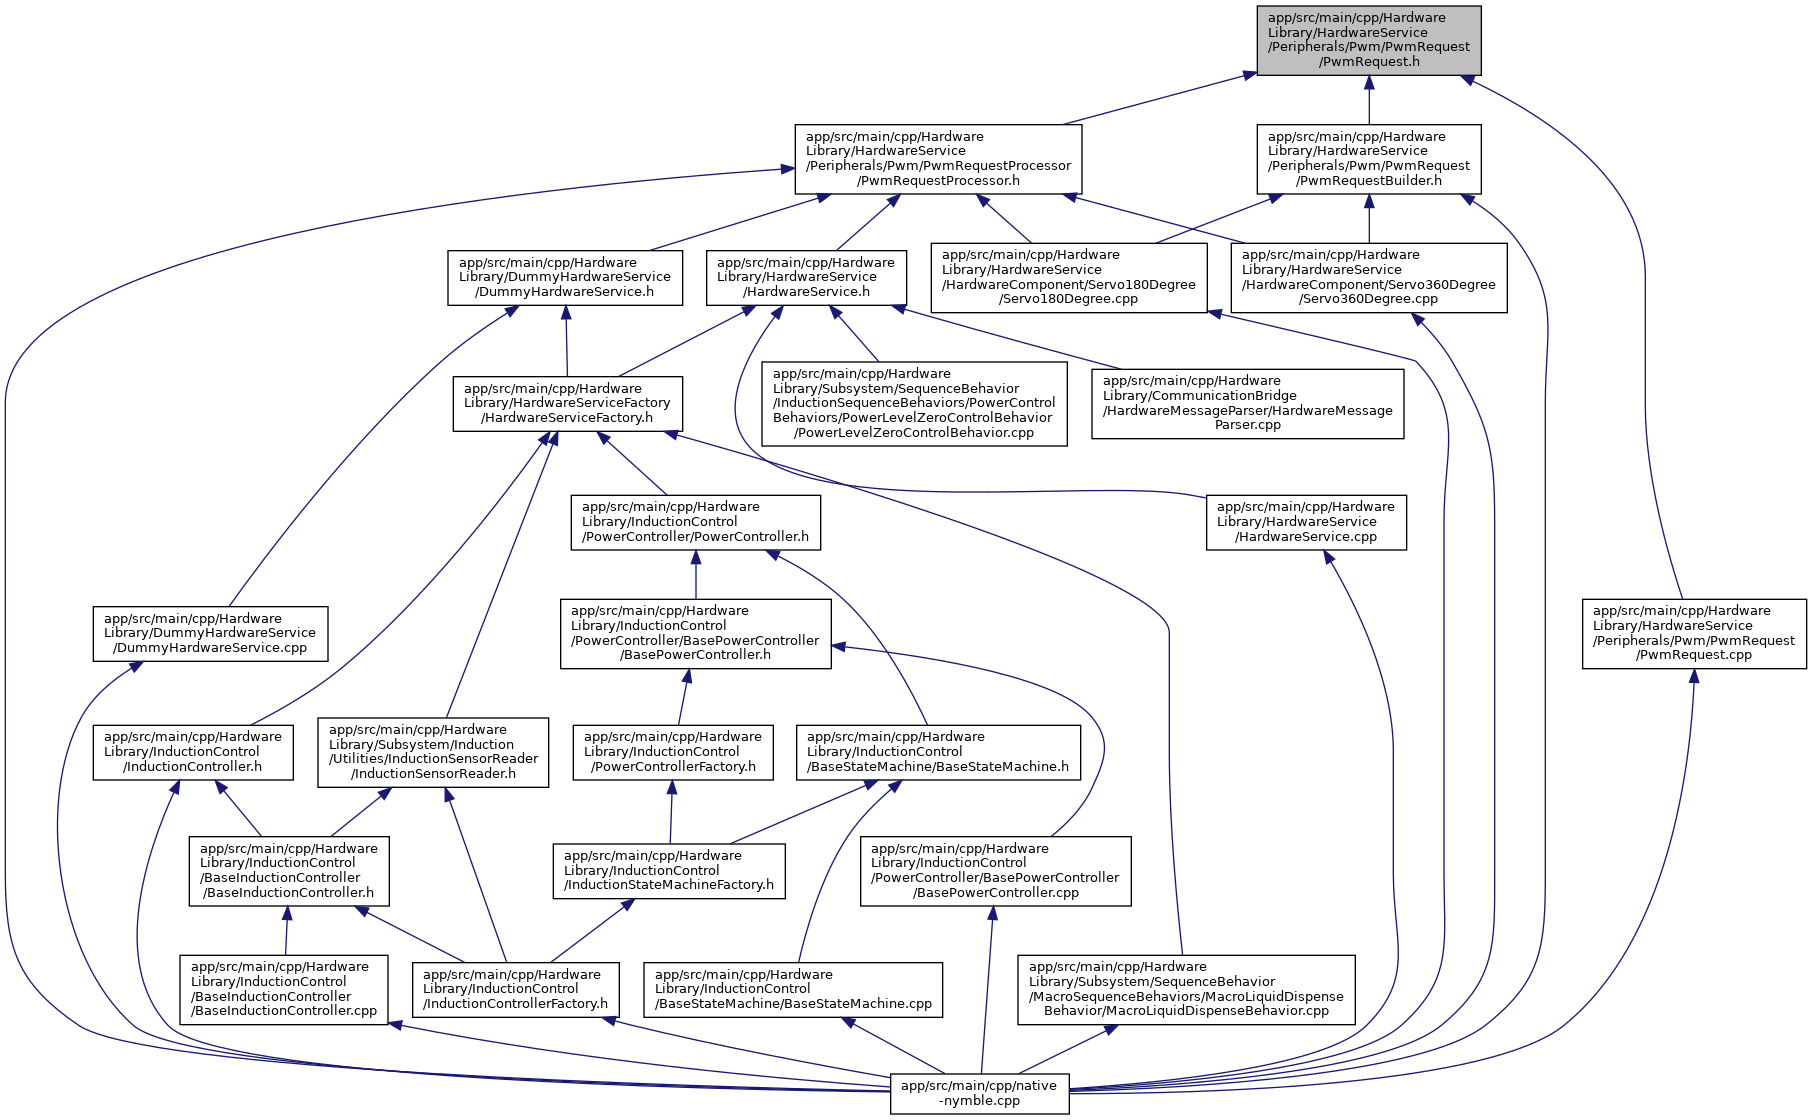 app/src/main/cpp/Hardware
Library/HardwareService
/Peripherals/Pwm/PwmRequest
/PwmRequest.h
app/src/main/cpp/Hardware
Library/HardwareService
/Peripherals/Pwm/PwmRequestProcessor
/PwmRequestProcessor.h
app/src/main/cpp/Hardware
Library/HardwareService
/Peripherals/Pwm/PwmRequest
/PwmRequestBuilder.h
app/src/main/cpp/Hardware
Library/DummyHardwareService
/DummyHardwareService.h
app/src/main/cpp/Hardware
Library/HardwareService
/HardwareService.h
app/src/main/cpp/Hardware
Library/HardwareService
/HardwareComponent/Servo180Degree
/Servo180Degree.cpp
app/src/main/cpp/Hardware
Library/HardwareService
/HardwareComponent/Servo360Degree
/Servo360Degree.cpp
app/src/main/cpp/Hardware
Library/HardwareServiceFactory
/HardwareServiceFactory.h
app/src/main/cpp/Hardware
Library/Subsystem/SequenceBehavior
/InductionSequenceBehaviors/PowerControl
Behaviors/PowerLevelZeroControlBehavior
/PowerLevelZeroControlBehavior.cpp
app/src/main/cpp/Hardware
Library/CommunicationBridge
/HardwareMessageParser/HardwareMessage
Parser.cpp
app/src/main/cpp/Hardware
Library/InductionControl
/PowerController/PowerController.h
app/src/main/cpp/Hardware
Library/HardwareService
/HardwareService.cpp
app/src/main/cpp/Hardware
Library/DummyHardwareService
/DummyHardwareService.cpp
app/src/main/cpp/Hardware
Library/InductionControl
/PowerController/BasePowerController
/BasePowerController.h
app/src/main/cpp/Hardware
Library/HardwareService
/Peripherals/Pwm/PwmRequest
/PwmRequest.cpp
app/src/main/cpp/Hardware
Library/InductionControl
/InductionController.h
app/src/main/cpp/Hardware
Library/Subsystem/Induction
/Utilities/InductionSensorReader
/InductionSensorReader.h
app/src/main/cpp/Hardware
Library/InductionControl
/PowerControllerFactory.h
app/src/main/cpp/Hardware
Library/InductionControl
/BaseStateMachine/BaseStateMachine.h
app/src/main/cpp/Hardware
Library/InductionControl
/BaseInductionController
/BaseInductionController.h
app/src/main/cpp/Hardware
Library/InductionControl
/InductionStateMachineFactory.h
app/src/main/cpp/Hardware
Library/InductionControl
/PowerController/BasePowerController
/BasePowerController.cpp
app/src/main/cpp/Hardware
Library/InductionControl
/BaseInductionController
/BaseInductionController.cpp
app/src/main/cpp/Hardware
Library/InductionControl
/InductionControllerFactory.h
app/src/main/cpp/Hardware
Library/InductionControl
/BaseStateMachine/BaseStateMachine.cpp
app/src/main/cpp/Hardware
Library/Subsystem/SequenceBehavior
/MacroSequenceBehaviors/MacroLiquidDispense
Behavior/MacroLiquidDispenseBehavior.cpp
app/src/main/cpp/native
-nymble.cpp